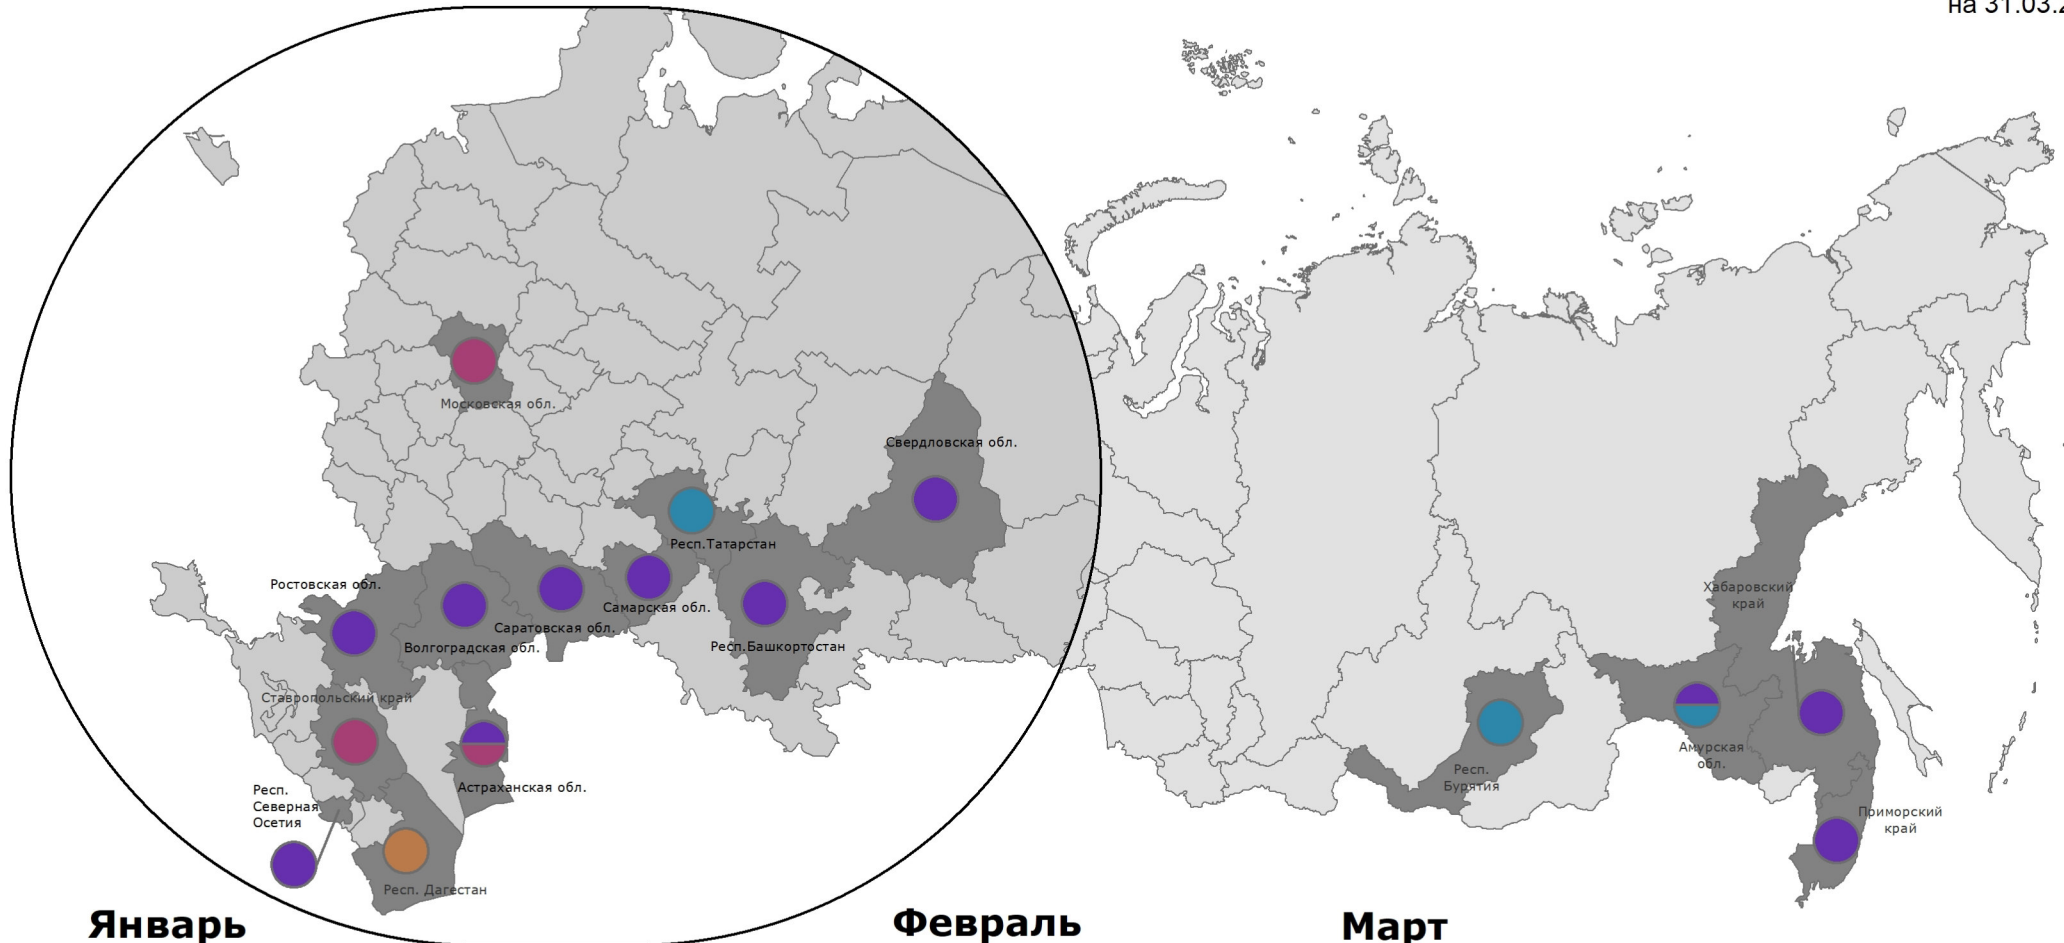 на 31.03.2
Московская обл.
Свердловская обл.
Респ.Татарстан
Ростовская обл.
Самарская обл.
Саратовская обл.
Волгоградская обл.
Респ.Башкортостан
Хабаровский
край
Ставропольский край
Астраханская обл.
Респ.
Северная
Осетия
Респ. Дагестан
Респ.
Бурятия
Амурская
обл.
Приморский
край
Январь
Февраль
Март